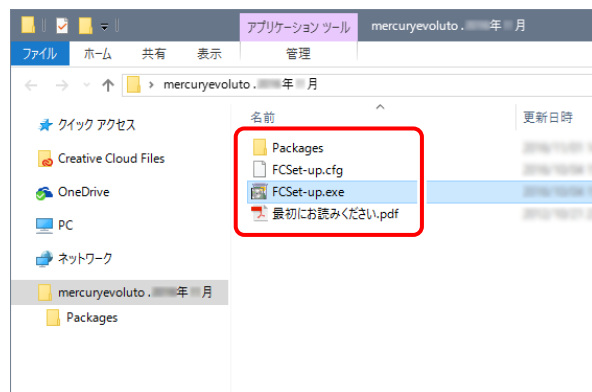 アプリケーション ツール
mercuryevoluto . 年 月
ファイル ホーム 共有 表示 管理
mercuryevoluto . 年 月
名前 更新日時
クイック アクセス
Creative Cloud Files
OneDrive
PC
ネットワーク
mercuryevoluto . 年 月
Packages
Packages
FCSet-up.cfg
FCSet-up.exe
最初にお読みください.pdf